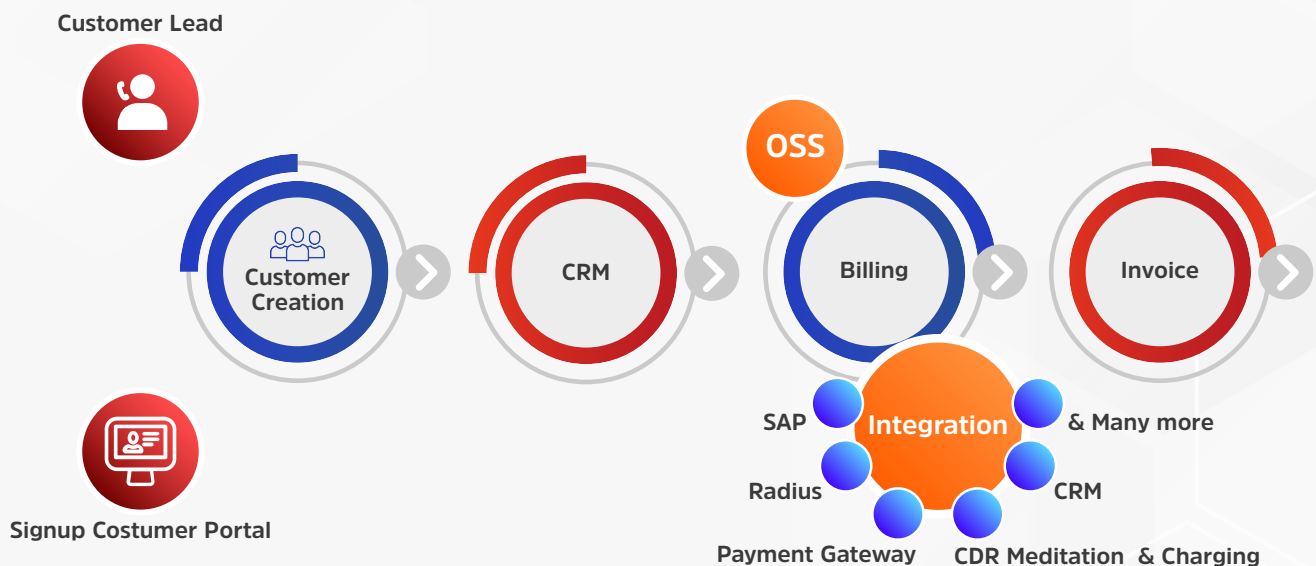 Customer Lead
OSS
Customer
Creation
CRM
Billing
Invoice
Integration
SAP
& Many more
Radius
CRM
Signup Costumer Portal
Payment Gateway
CDR Meditation & Charging